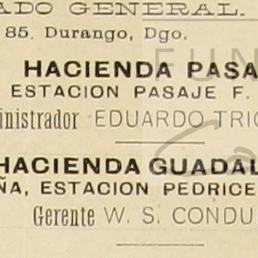 ADO GENERAL.
85. Durango, Dgo.
HACIENDA PASA
ESTACION PASAJE F.
inistrador EDUARDO TRIC
HACIENDA GUADAL
ÑA, ESTACION PEDRICE
Gerente W. S. CONDU